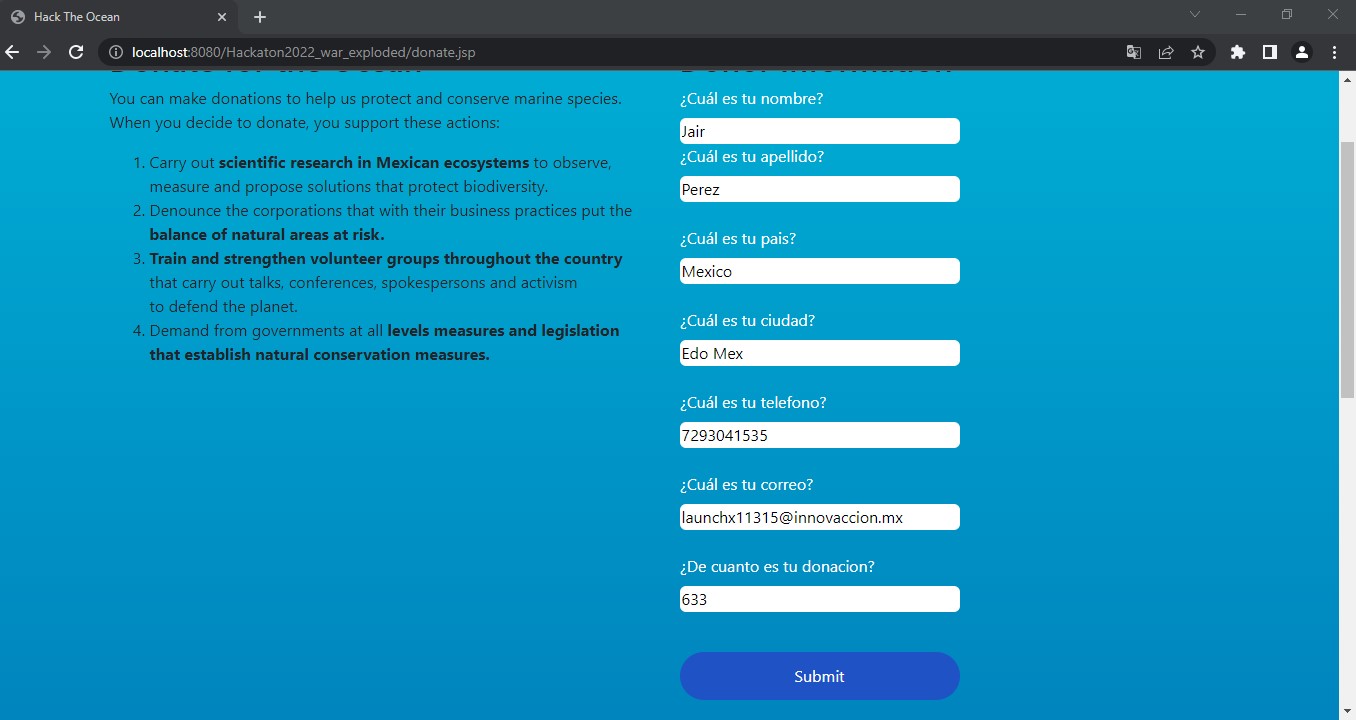 Hack The Ocean
localhost:8080/Hackaton2022_war_exploded/donate.jsp
Donate for the Ocean
You can make donations to help us protect and conserve marine species.
When you decide to donate, you support these actions:
1. Carry out scientific research in Mexican ecosystems to observe,
measure and propose solutions that protect biodiversity.
2. Denounce the corporations that with their business practices put the
balance of natural areas at risk.
3. Train and strengthen volunteer groups throughout the country
that carry out talks, conferences, spokespersons and activism
to defend the planet.
4. Demand from governments at all levels measures and legislation
that establish natural conservation measures.
Donor Information
¿Cuál es tu nombre?
Jair
¿Cuál es tu apellido?
Perez
¿Cuál es tu pais?
Mexico
¿Cuál es tu ciudad?
Edo Mex
¿Cuál es tu telefono?
7293041535
¿Cuál es tu correo?
launchx11315@innovaccion.mx
¿De cuanto es tu donacion?
633
Submit